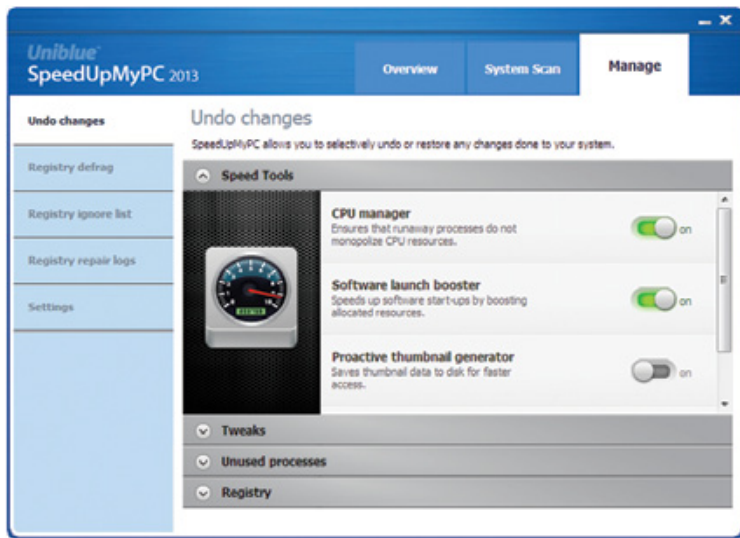 Uniblue
SpeedUpMyPC 2013
Overview
System Scan
Manage
Undo changes
Registry defrag
Registry ignore list
Registry repair logs
Settings
Undo changes
SpeedUpMyPC allows you to selectively undo or restore any changes done to your system.
Speed Tools
CPU manager
Ensures that runaway processes do not
monopolize CPU resources.
on
Software launch booster
Speeds up software start-ups by boosting
allocated resources.
on
Proactive thumbnail generator
Saves thumbnail data to disk for faster
access.
on
Tweaks
Unused processes
Registry